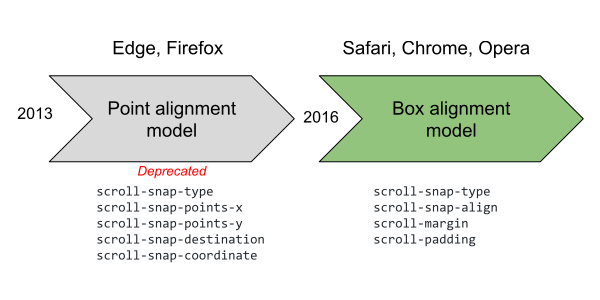 Edge, Firefox
2013
Point alignment
model
Deprecated
scroll-snap-type
scroll-snap-points-x
scroll-snap-points-y
scroll-snap-destination
scroll-snap-coordinate
Safari, Chrome, Opera
2016
Box alignment
model
scroll-snap-type
scroll-snap-align
scroll-margin
scroll-padding